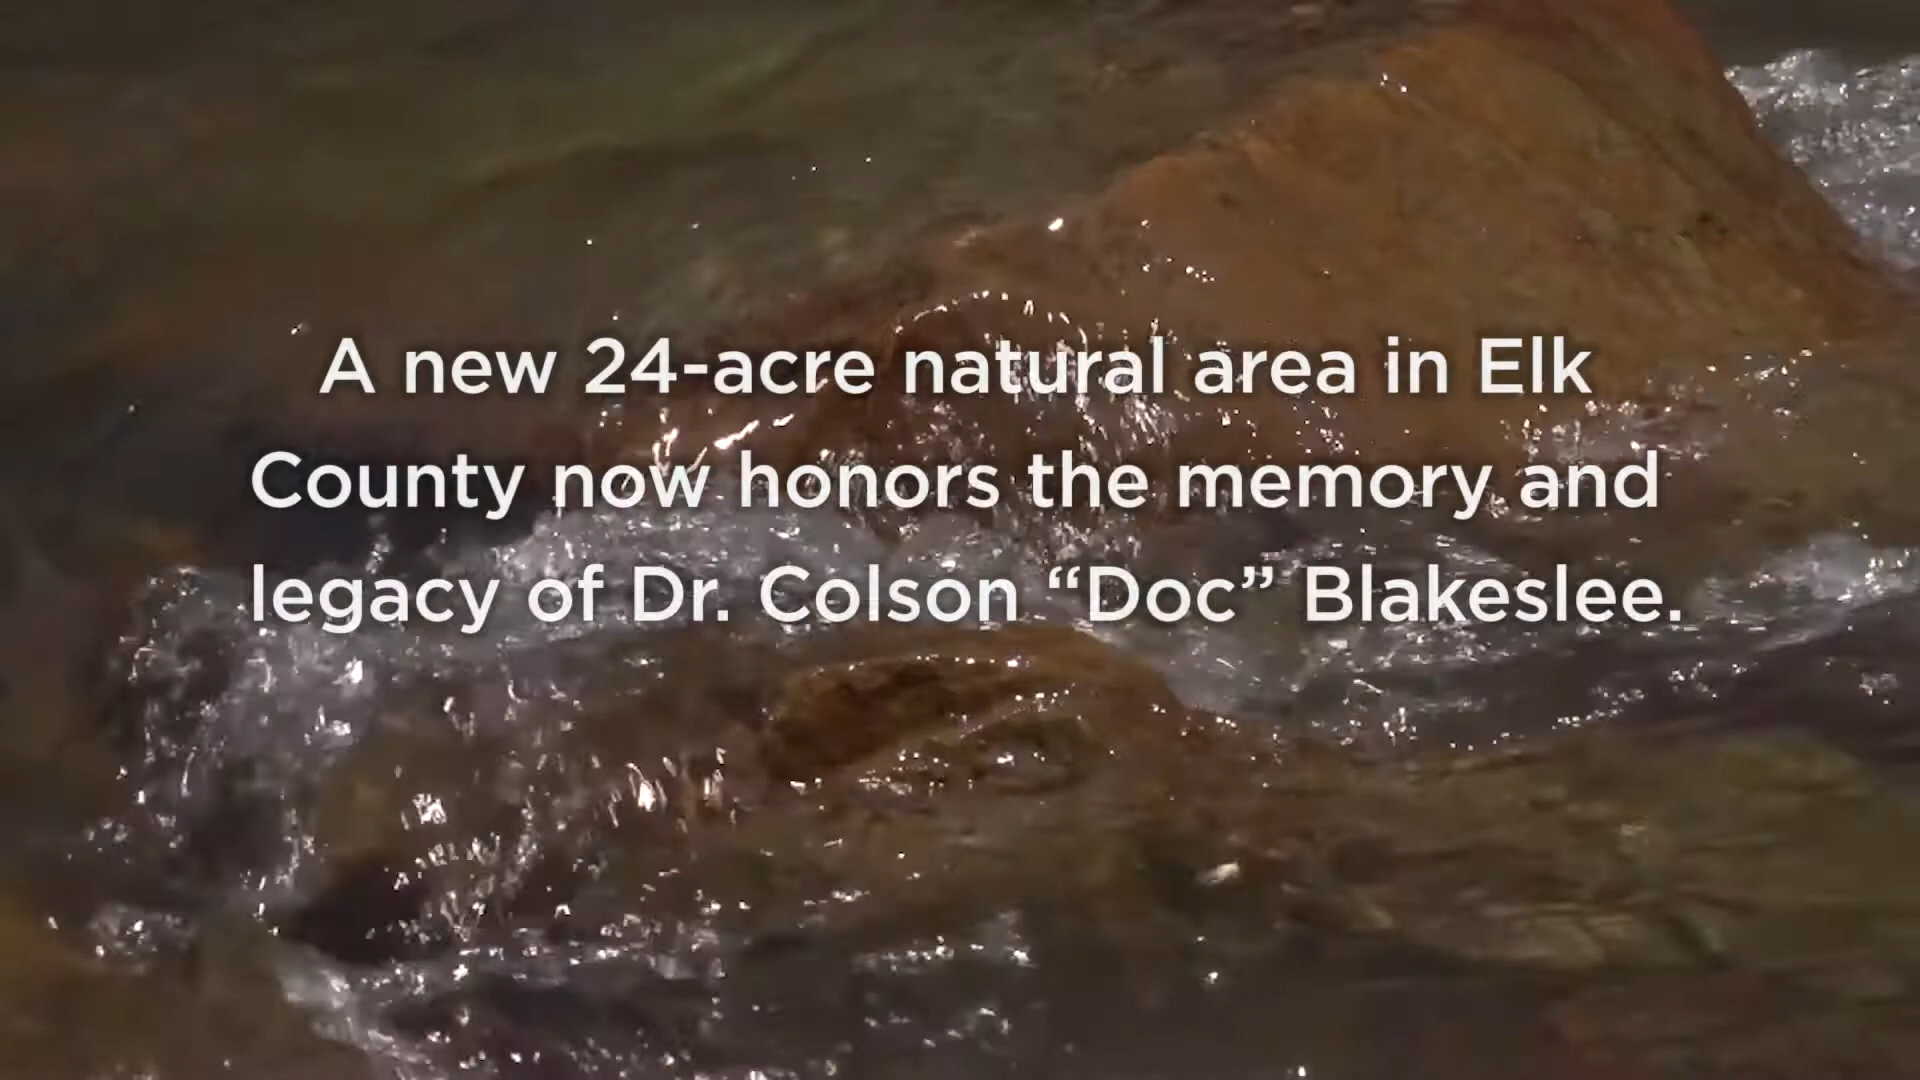 A new 24-acre natural area in Elk
County now honors the memory and
legacy of Dr. Colson “Doc” Blakeslee.